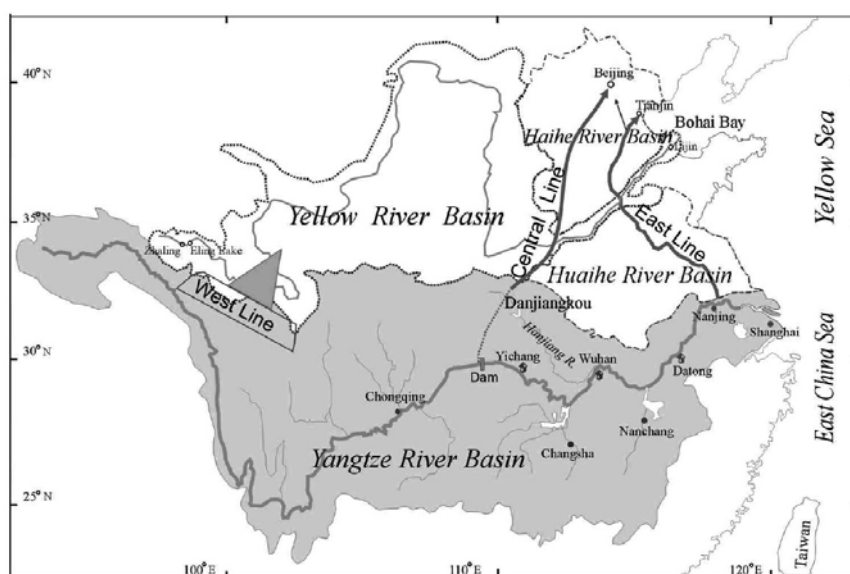 40°N
Beijing
Tianjin
Haihe River Basin
Bohai Bay
Lijin
Yellow Sea
Central Line
East Line
Yellow River Basin
35°N
Zhaling
Eling Lake
West Line
Huaihe River Basin
Danjiangkou
Nanjing
Shanghai
Hanjiang R.
30°N
Yichang
Wuhan
Dam
Datong
East China Sea
Chongqing
Nanchang
Changsha
Yangtze River Basin
25°N
Taiwan
100°E
110°E
120°E